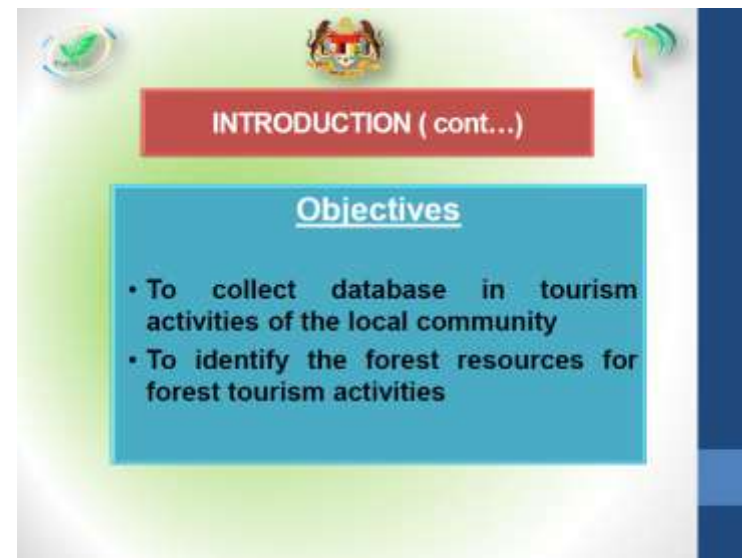 INTRODUCTION ( cont...)
Objectives
• To collect database in tourism
activities of the local community
• To identify the forest resources for
forest tourism activities